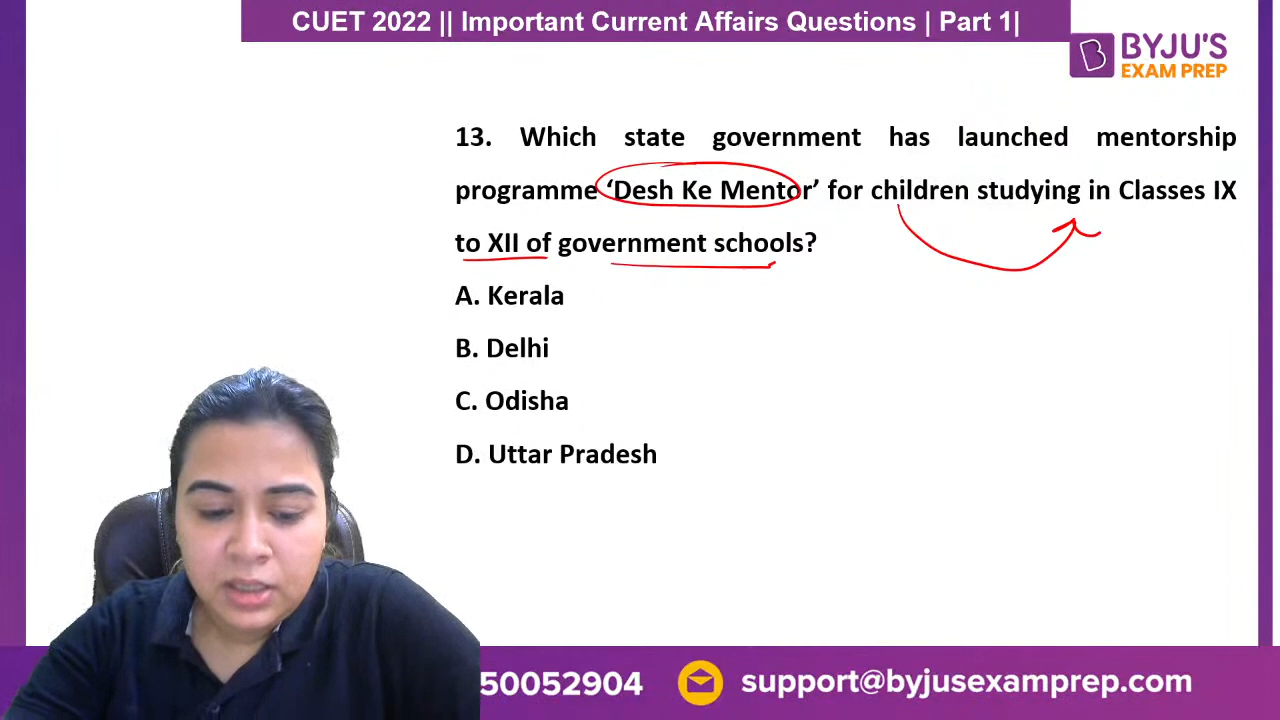 CUET 2022 || Important Current Affairs Questions | Part 1|
BYJU'S
EXAM PREP
13. Which state government has launched mentorship
programme ‘Desh Ke Mentor’ for children studying in Classes IX
to XII of government schools?
A. Kerala
B. Delhi
C. Odisha
D. Uttar Pradesh
50052904
support@byjusexamprep.com